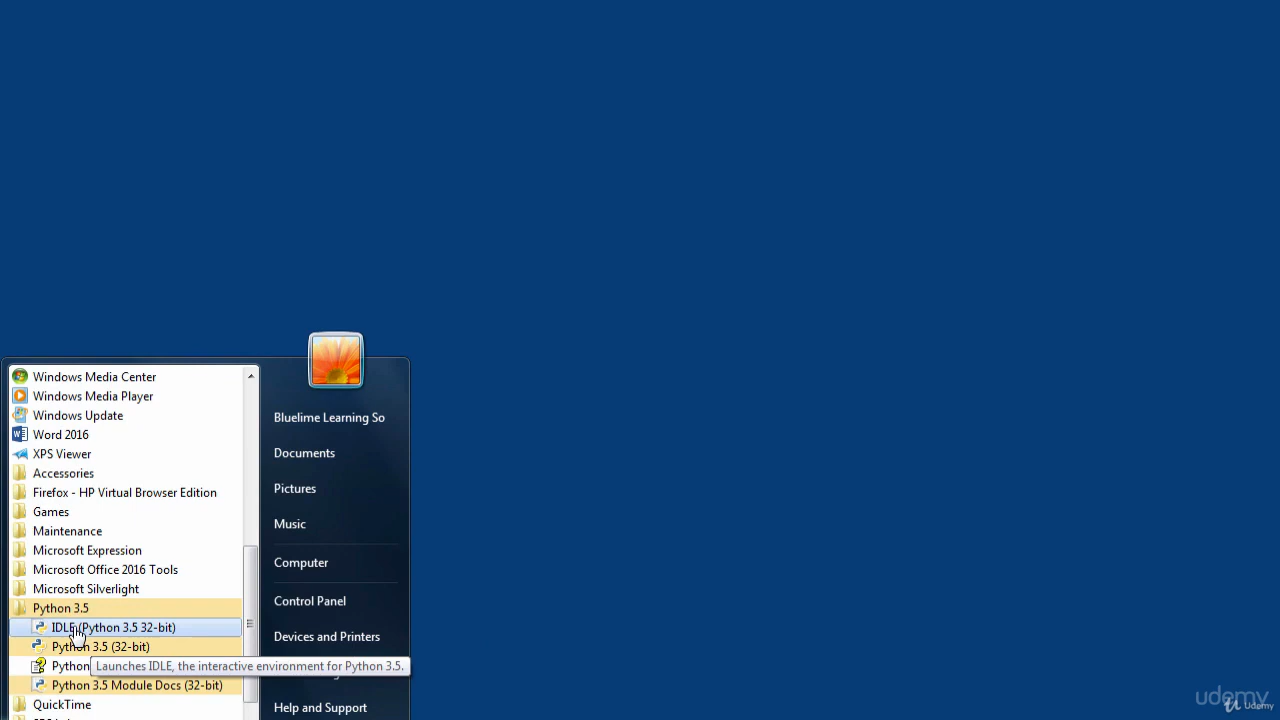 Windows Media Center
Windows Media Player
Windows Update
Word 2016
XPS Viewer
Accessories
Firefox - HP Virtual Browser Edition
Games
Maintenance
Microsoft Expression
Microsoft Office 2016 Tools
Microsoft Silverlight
Python 3.5
IDLE (Python 3.5 32-bit)
Python 3.5 (32-bit)
Python
Launches IDLE, the interactive environment for Python 3.5.
Python 3.5 Module Docs (32-bit)
QuickTime
Bluelime Learning So
Documents
Pictures
Music
Computer
Control Panel
Devices and Printers
Help and Support
udemy
Udemy